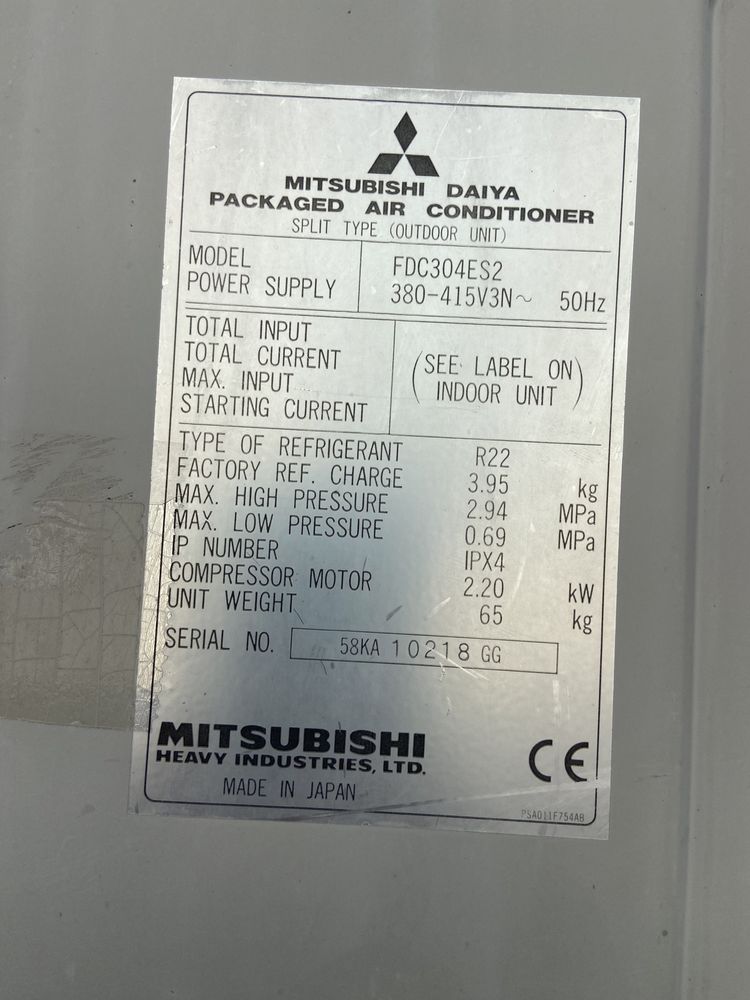 MITSUBISHI DAIYA
PACKAGED AIR CONDITIONER
SPLIT TYPE (OUTDOOR UNIT)
MODEL FDC304ES2
POWER SUPPLY 380-415V3N~ 50Hz
TOTAL INPUT
TOTAL CURRENT
MAX. INPUT
STARTING CURRENT
(SEE LABEL ON
INDOOR UNIT)
TYPE OF REFRIGERANT R22
FACTORY REF. CHARGE 3.95 kg
MAX. HIGH PRESSURE 2.94 MPa
MAX. LOW PRESSURE 0.69 MPa
IP NUMBER IPX4
COMPRESSOR MOTOR 2.20 kW
UNIT WEIGHT 65 kg
SERIAL NO. 58KA 10218 GG
MITSUBISHI
HEAVY INDUSTRIES, LTD.
MADE IN JAPAN
CE
PSA011F754AB